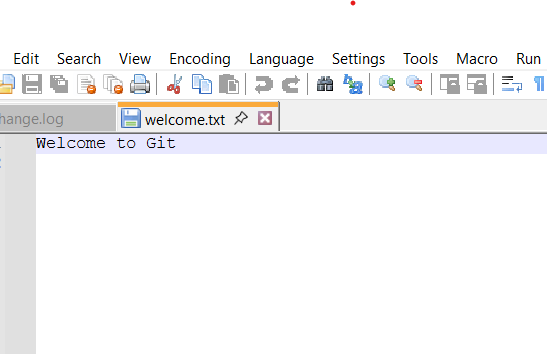 Edit Search View Encoding Language Settings Tools Macro Run
hange.log welcome.txt
Welcome to Git